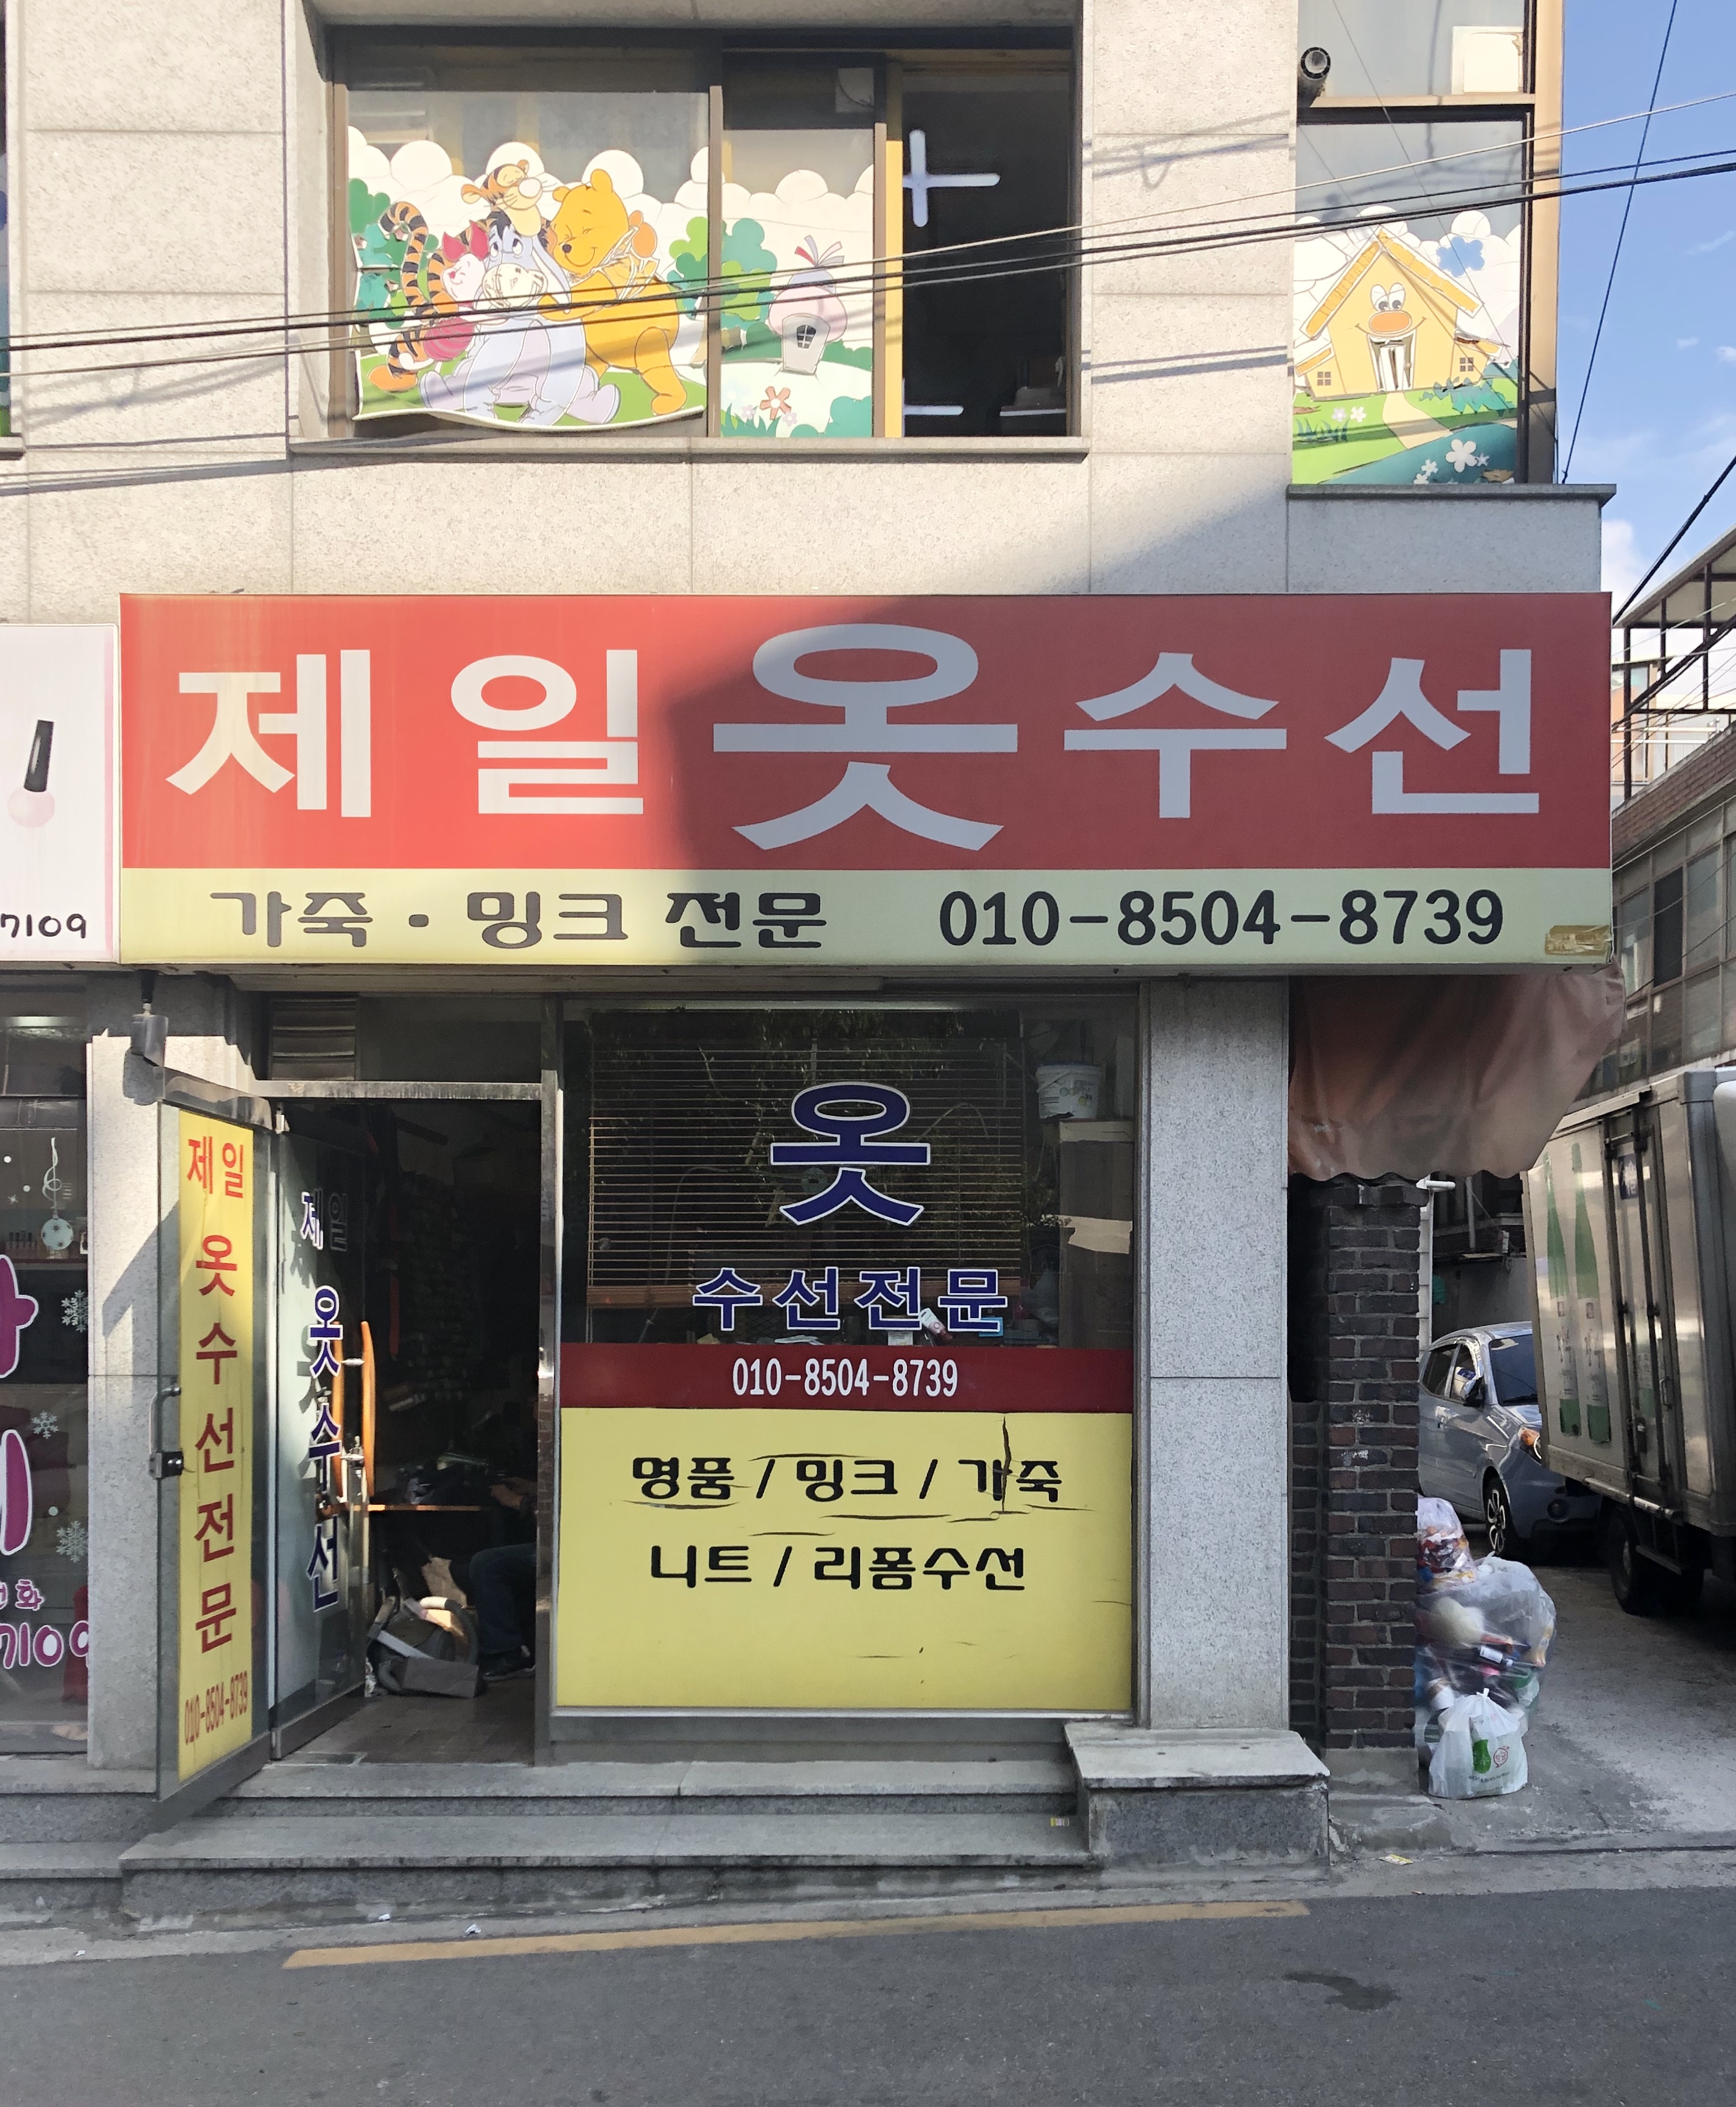 제일옷수선
가죽 · 밍크 전문 010-8504-8739
7109
제일
옷
수
선
전
문
010-8504-8739
제일
옷
수
선
옷
수선전문
010-8504-8739
명품 / 밍크 / 가죽
니트 / 리폼수선
화
7109